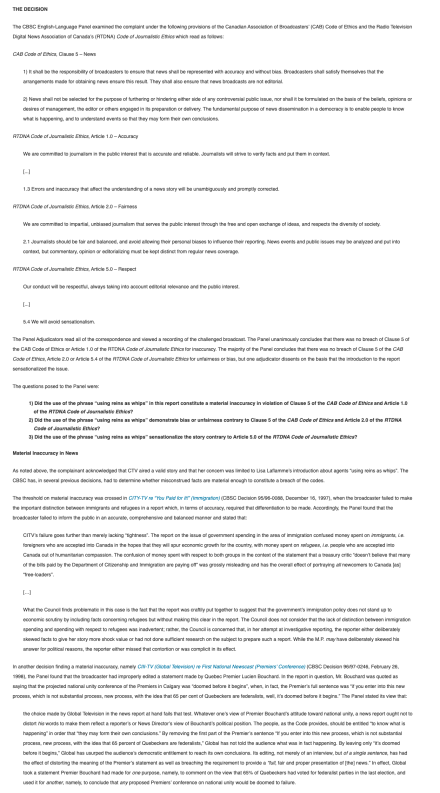 THE DECISION
The CBSC English-Language Panel examined the complaint under the following provisions of the Canadian Association of Broadcasters' (CAB) Code of Ethics and the Radio Television
Digital News Association of Canada's (RTDNA) Code of Journalistic Ethics which read as follows:
CAB Code of Ethics, Clause 5 – News
1) It shall be the responsibility of broadcasters to ensure that news shall be represented with accuracy and without bias. Broadcasters shall satisfy themselves that the
arrangements made for obtaining news ensure this result. They shall also ensure that news broadcasts are not editorial.
2) News shall not be selected for the purpose of furthering or hindering either side of any controversial public issue, nor shall it be formulated on the basis of the beliefs, opinions or
desires of management, the editor or others engaged in its preparation or delivery. The fundamental purpose of news dissemination in a democracy is to enable people to know
what is happening, and to understand events so that they may form their own conclusions.
RTDNA Code of Journalistic Ethics, Article 1.0 – Accuracy
We are committed to journalism in the public interest that is accurate and reliable. Journalists will strive to verify facts and put them in context.
[...]
1.3 Errors and inaccuracy that affect the understanding of a news story will be unambiguously and promptly corrected.
RTDNA Code of Journalistic Ethics, Article 2.0 – Fairness
We are committed to impartial, unbiased journalism that serves the public interest through the free and open exchange of ideas, and respects the diversity of society.
2.1 Journalists should be fair and balanced, and avoid allowing their personal biases to influence their reporting. News events and public issues may be analyzed and put into
context, but commentary, opinion or editorializing must be kept distinct from regular news coverage.
RTDNA Code of Journalistic Ethics, Article 5.0 – Respect
Our conduct will be respectful, always taking into account editorial relevance and the public interest.
[...]
5.4 We will avoid sensationalism.
The Panel Adjudicators read all of the correspondence and viewed a recording of the challenged broadcast. The Panel unanimously concludes that there was no breach of Clause 5 of
the CAB Code of Ethics or Article 1.0 of the RTDNA Code of Journalistic Ethics for inaccuracy. The majority of the Panel concludes that there was no breach of Clause 5 of the CAB
Code of Ethics, Article 2.0 or Article 5.4 of the RTDNA Code of Journalistic Ethics for unfairness or bias, but one adjudicator dissents on the basis that the introduction to the report
sensationalized the issue.
The questions posed to the Panel were:
1) Did the use of the phrase "using reins as whips" in this report constitute a material inaccuracy in violation of Clause 5 of the CAB Code of Ethics and Article 1.0
of the RTDNA Code of Journalistic Ethics?
2) Did the use of the phrase "using reins as whips" demonstrate bias or unfairness contrary to Clause 5 of the CAB Code of Ethics and Article 2.0 of the RTDNA
Code of Journalistic Ethics?
3) Did the use of the phrase "using reins as whips" sensationalize the story contrary to Article 5.0 of the RTDNA Code of Journalistic Ethics?
Material Inaccuracy in News
As noted above, the complainant acknowledged that CTV aired a valid story and that her concern was limited to Lisa LaFlamme's introduction about agents "using reins as whips". The
CBSC has, in several previous decisions, had to determine whether misconstrued facts are material enough to constitute a breach of the codes.
The threshold on material inaccuracy was crossed in CITY-TV re "You Paid for It!" (Immigration) (CBSC Decision 95/96-0088, December 16, 1997), when the broadcaster failed to make
the important distinction between immigrants and refugees in a report which, in terms of accuracy, required that differentiation to be made. Accordingly, the Panel found that the
broadcaster failed to inform the public in an accurate, comprehensive and balanced manner and stated that:
CITY's failure goes further than merely lacking "tightness". The report on the issue of government spending in the area of immigration confused money spent on immigrants, i.e.
foreigners who are accepted into Canada in the hopes that they will spur economic growth for the country, with money spent on refugees, i.e. people who are accepted into
Canada out of humanitarian compassion. The confusion of money spent with respect to both groups in the context of the statement that a treasury critic "doesn't believe that many
of the bills paid by the Department of Citizenship and Immigration are paying off" was grossly misleading and has the overall effect of portraying all newcomers to Canada [as]
"free-loaders".
[...]
What the Council finds problematic in this case is the fact that the report was craftily put together to suggest that the government's immigration policy does not stand up to
economic scrutiny by including facts concerning refugees but without making this clear in the report. The Council does not consider that the lack of distinction between immigration
spending and spending with respect to refugees was inadvertent; rather, the Council is concerned that, in her attempt at investigative reporting, the reporter either deliberately
skewed facts to give her story more shock value or had not done sufficient research on the subject to prepare such a report. While the M.P. may have deliberately skewed his
answer for political reasons, the reporter either missed that contortion or was complicit in its effect.
In another decision finding a material inaccuracy, namely CIII-TV (Global Television) re First National Newscast (Premiers' Conference) (CBSC Decision 96/97-0246, February 26,
1998), the Panel found that the broadcaster had improperly edited a statement made by Quebec Premier Lucien Bouchard. In the report in question, Mr. Bouchard was quoted as
saying that the projected national unity conference of the Premiers in Calgary was "doomed before it begins", when, in fact, the Premier's full sentence was "if you enter into this new
process, which is not substantial process, new process, with the idea that 65 per cent of Quebeckers are federalists, well, it's doomed before it begins." The Panel stated its view that:
the choice made by Global Television in the news report at hand fails that test. Whatever one's view of Premier Bouchard's attitude toward national unity, a news report ought not to
distort his words to make them reflect a reporter's or News Director's view of Bouchard's political position. The people, as the Code provides, should be entitled "to know what is
happening" in order that "they may form their own conclusions." By removing the first part of the Premier's sentence "if you enter into this new process, which is not substantial
process, new process, with the idea that 65 percent of Quebeckers are federalists," Global has not told the audience what was in fact happening. By leaving only "it's doomed
before it begins," Global has usurped the audience's democratic entitlement to reach its own conclusions. Its editing, not merely of an interview, but of a single sentence, has had
the effect of distorting the meaning of the Premier's statement as well as breaching the requirement to provide a "full, fair and proper presentation of [the] news." In effect, Global
took a statement Premier Bouchard had made for one purpose, namely, to comment on the view that 65% of Quebeckers had voted for federalist parties in the last election, and
used it for another, namely, to conclude that any proposed Premiers' conference on national unity would be doomed to failure.